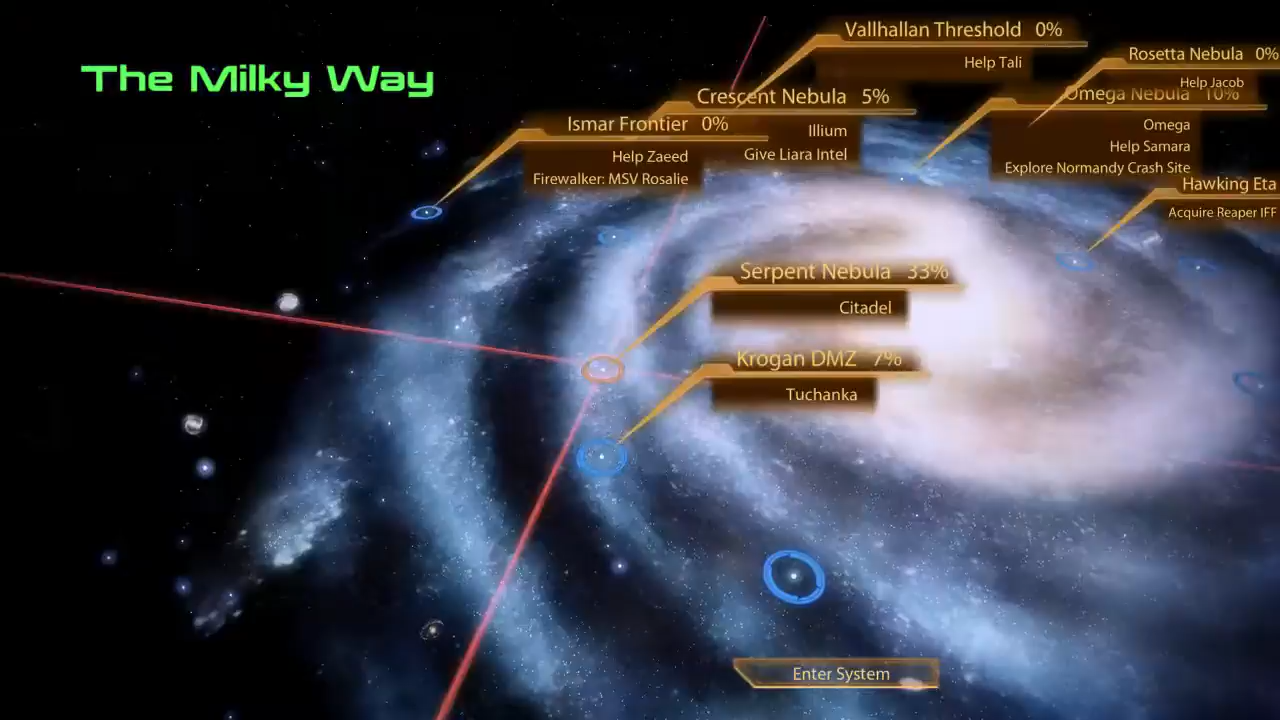 The Milky Way
Vallhallan Threshold 0%
Help Tali
Rosetta Nebula 0%
Help Jacob
Crescent Nebula 5%
Illium
Give Liara Intel
Omega Nebula 10%
Omega
Help Samara
Explore Normandy Crash Site
Ismar Frontier 0%
Help Zaeed
Firewalker: MSV Rosalie
Hawking Eta
Acquire Reaper IFF
Serpent Nebula 33%
Citadel
Krogan DMZ 7%
Tuchanka
Enter System